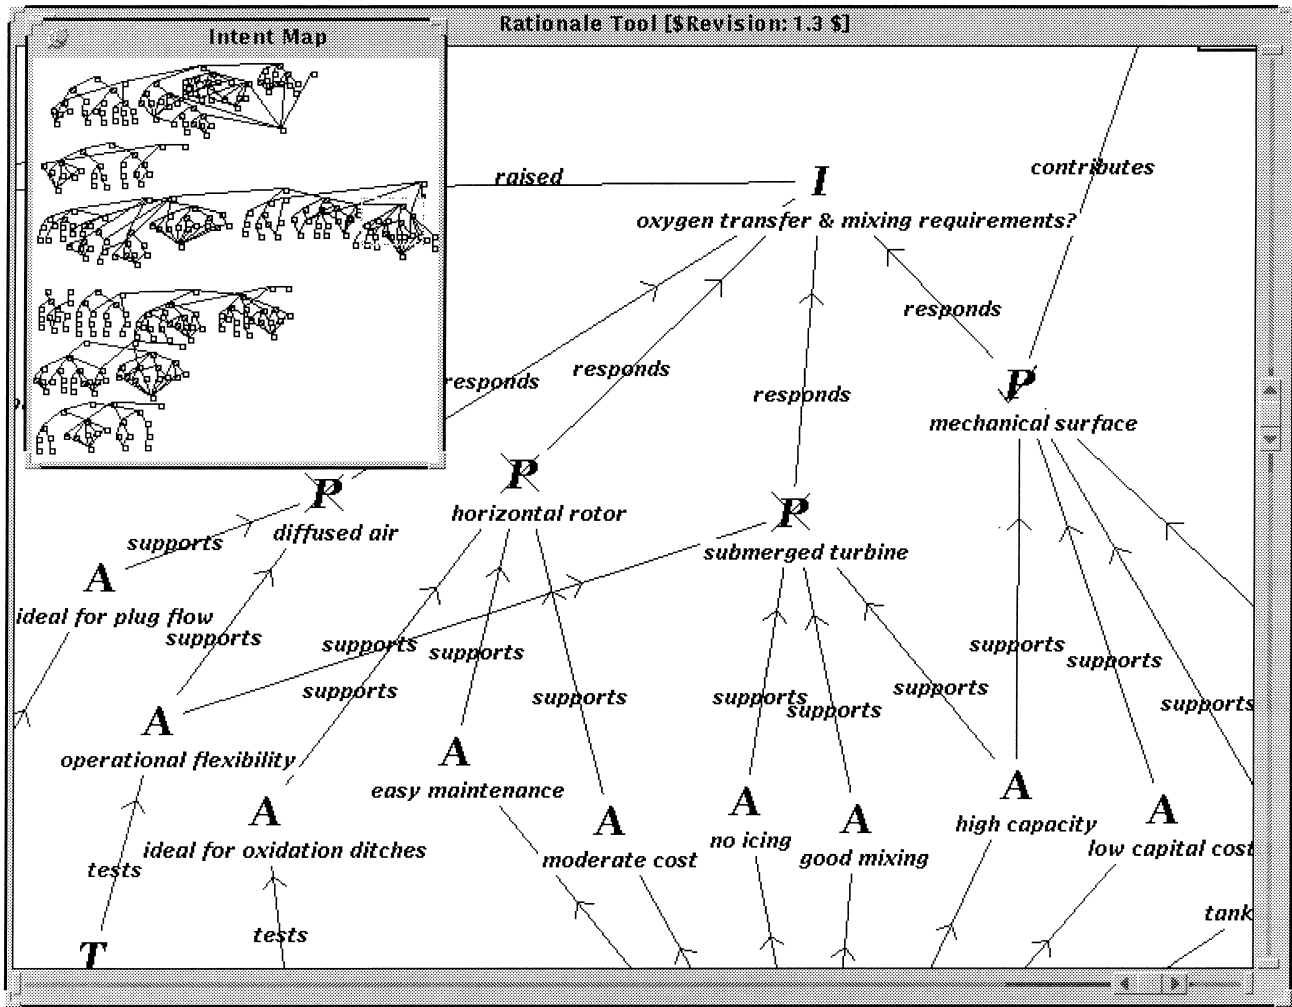 Rationale Tool [$Revision: 1.3 $]
Intent Map
raised
I
oxygen transfer & mixing requirements?
contributes
responds
responds
responds
responds
P
mechanical surface
P
diffused air
P
horizontal rotor
P
submerged turbine
supports
A
ideal for plug flow
supports
supports
supports
supports
supports
supports
supports
supports
supports
supports
supports
A
operational flexibility
A
ideal for oxidation ditches
A
easy maintenance
A
moderate cost
A
no icing
A
good mixing
A
high capacity
A
low capital cost
tests
T
tests
tank